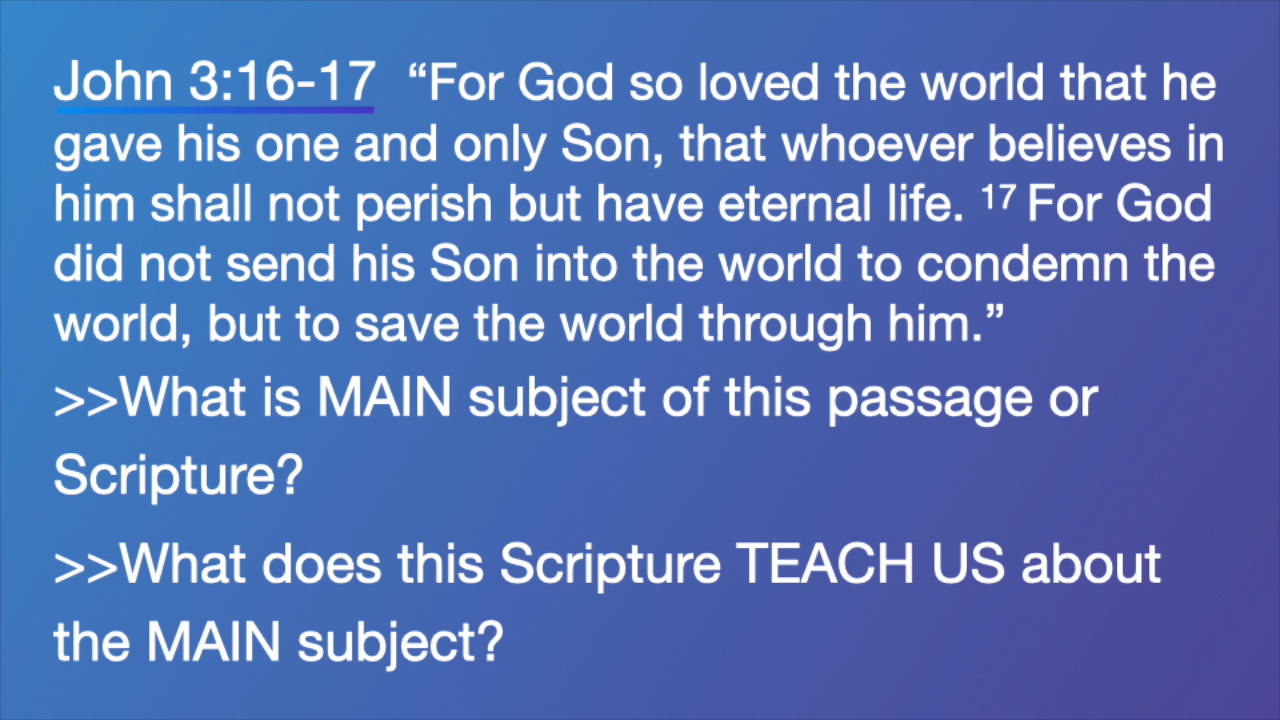 John 3:16-17 “For God so loved the world that he
gave his one and only Son, that whoever believes in
him shall not perish but have eternal life. ¹⁷ For God
did not send his Son into the world to condemn the
world, but to save the world through him.”
>>What is MAIN subject of this passage or
Scripture?
>>What does this Scripture TEACH US about
the MAIN subject?